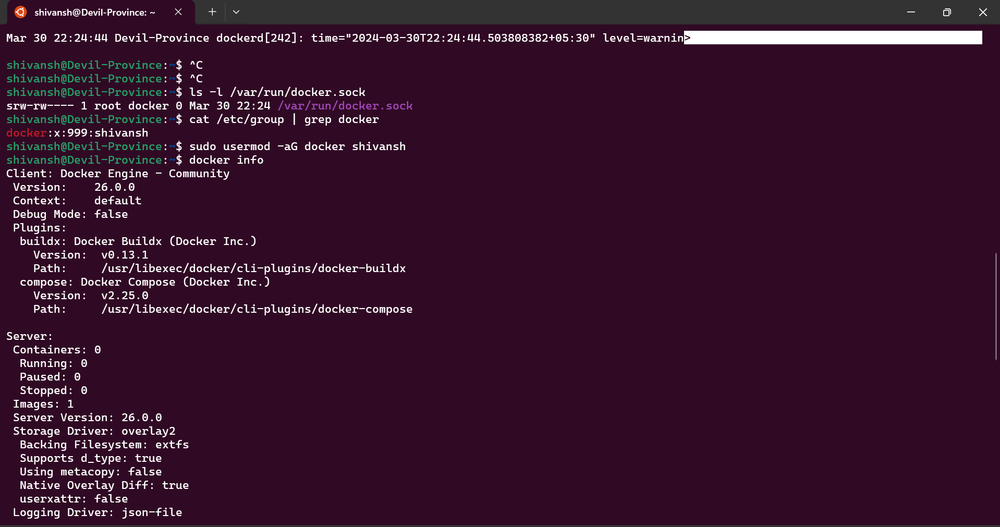 shivansh@Devil-Province: ~
Mar 30 22:24:44 Devil-Province dockerd[242]: time="2024-03-30T22:24:44.503808382+05:30" level=warnin>
shivansh@Devil-Province:~$ ^C
shivansh@Devil-Province:~$ ^C
shivansh@Devil-Province:~$ ls -l /var/run/docker.sock
srw-rw---- 1 root docker 0 Mar 30 22:24 /var/run/docker.sock
shivansh@Devil-Province:~$ cat /etc/group | grep docker
docker:x:999:shivansh
shivansh@Devil-Province:~$ sudo usermod -aG docker shivansh
shivansh@Devil-Province:~$ docker info
Client: Docker Engine - Community
 Version:    26.0.0
 Context:    default
 Debug Mode: false
 Plugins:
  buildx: Docker Buildx (Docker Inc.)
    Version:  v0.13.1
    Path:     /usr/libexec/docker/cli-plugins/docker-buildx
  compose: Docker Compose (Docker Inc.)
    Version:  v2.25.0
    Path:     /usr/libexec/docker/cli-plugins/docker-compose
Server:
 Containers: 0
  Running: 0
  Paused: 0
  Stopped: 0
 Images: 1
 Server Version: 26.0.0
 Storage Driver: overlay2
  Backing Filesystem: extfs
  Supports d_type: true
  Using metacopy: false
  Native Overlay Diff: true
  userxattr: false
 Logging Driver: json-file